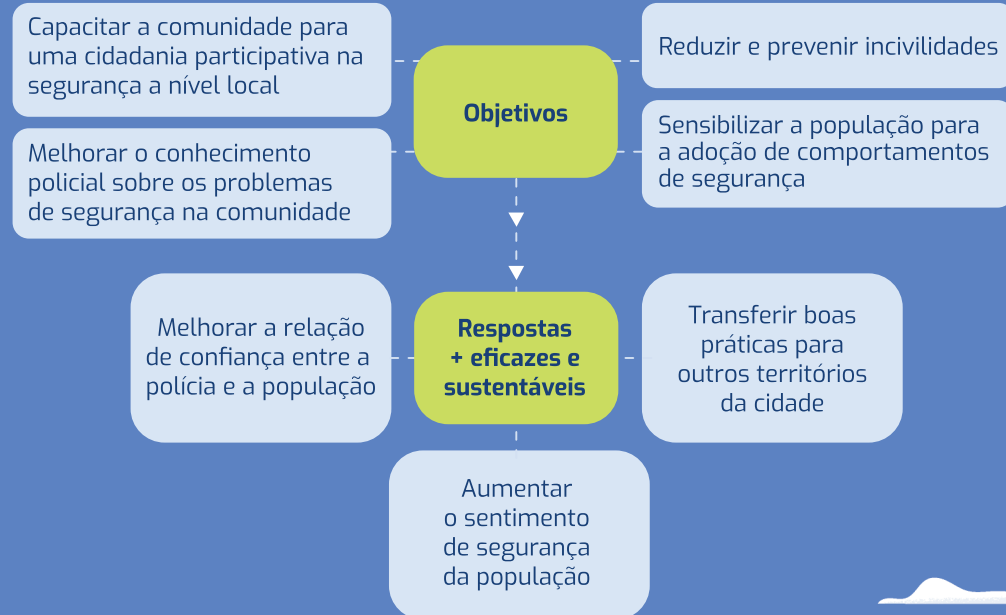 Capacitar a comunidade para
uma cidadania participativa na
segurança a nível local
Melhorar o conhecimento
policial sobre os problemas
de segurança na comunidade
Objetivos
Reduzir e prevenir incivilidades
Sensibilizar a população para
a adoção de comportamentos
de segurança
Melhorar a relação
de confiança entre a
polícia e a população
Respostas
+ eficazes e
sustentáveis
Transferir boas
práticas para
outros territórios
da cidade
Aumentar
o sentimento
de segurança
da população